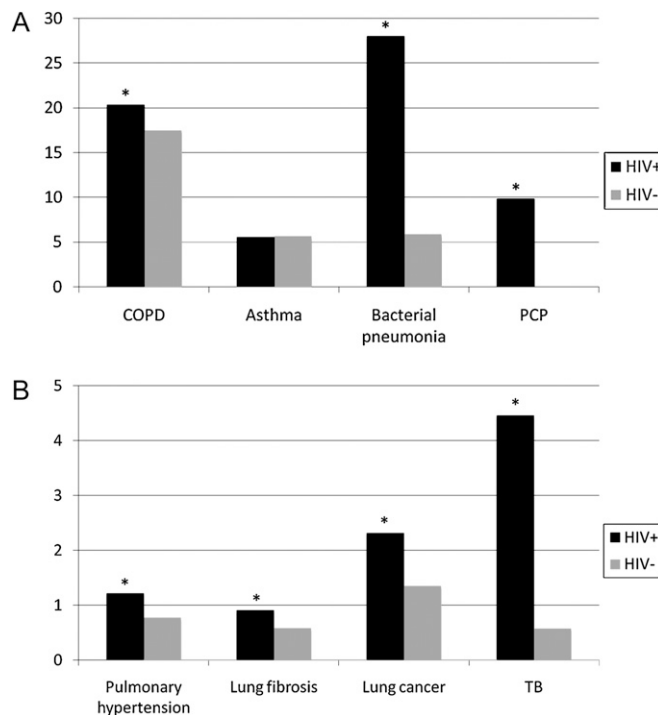 A
30
25
20
15
10
5
0
*
*
*
COPD
Asthma
Bacterial
pneumonia
PCP
HIV+
HIV-
B
5
4
3
2
1
0
*
*
*
*
Pulmonary
hypertension
Lung fibrosis
Lung cancer
TB
HIV+
HIV-